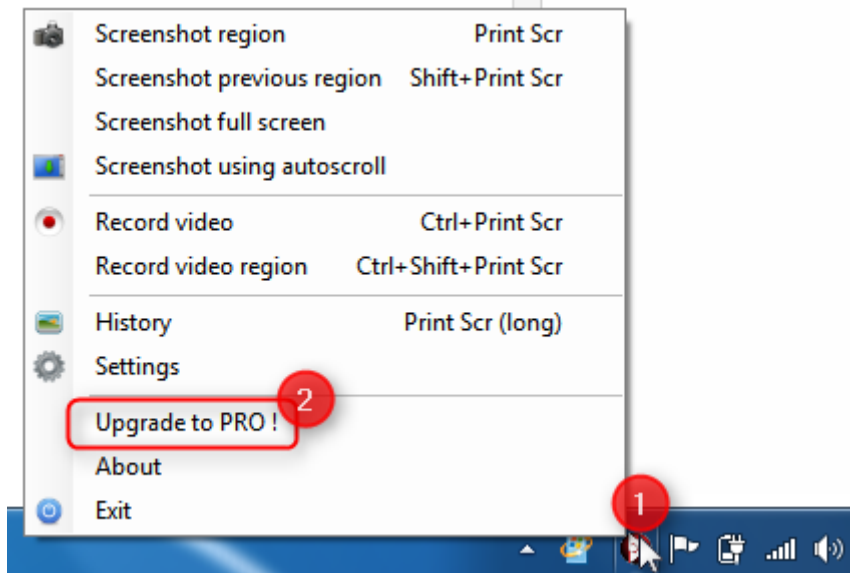 Screenshot region Print Scr
Screenshot previous region Shift+Print Scr
Screenshot full screen
Screenshot using autoscroll
Record video Ctrl+Print Scr
Record video region Ctrl+Shift+Print Scr
History Print Scr (long)
Settings
2
Upgrade to PRO !
About
Exit
1